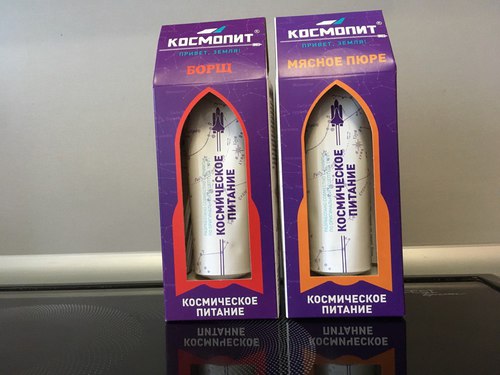 КОСМОПИТ®
ПРИВЕТ, ЗЕМЛЯ!
БОРЩ
КОСМИЧЕСКОЕ
ПИТАНИЕ
КОСМИЧЕСКОЕ
ПИТАНИЕ
КОСМОПИТ®
ПРИВЕТ, ЗЕМЛЯ!
МЯСНОЕ ПЮРЕ
КОСМИЧЕСКОЕ
ПИТАНИЕ
КОСМИЧЕСКОЕ
ПИТАНИЕ